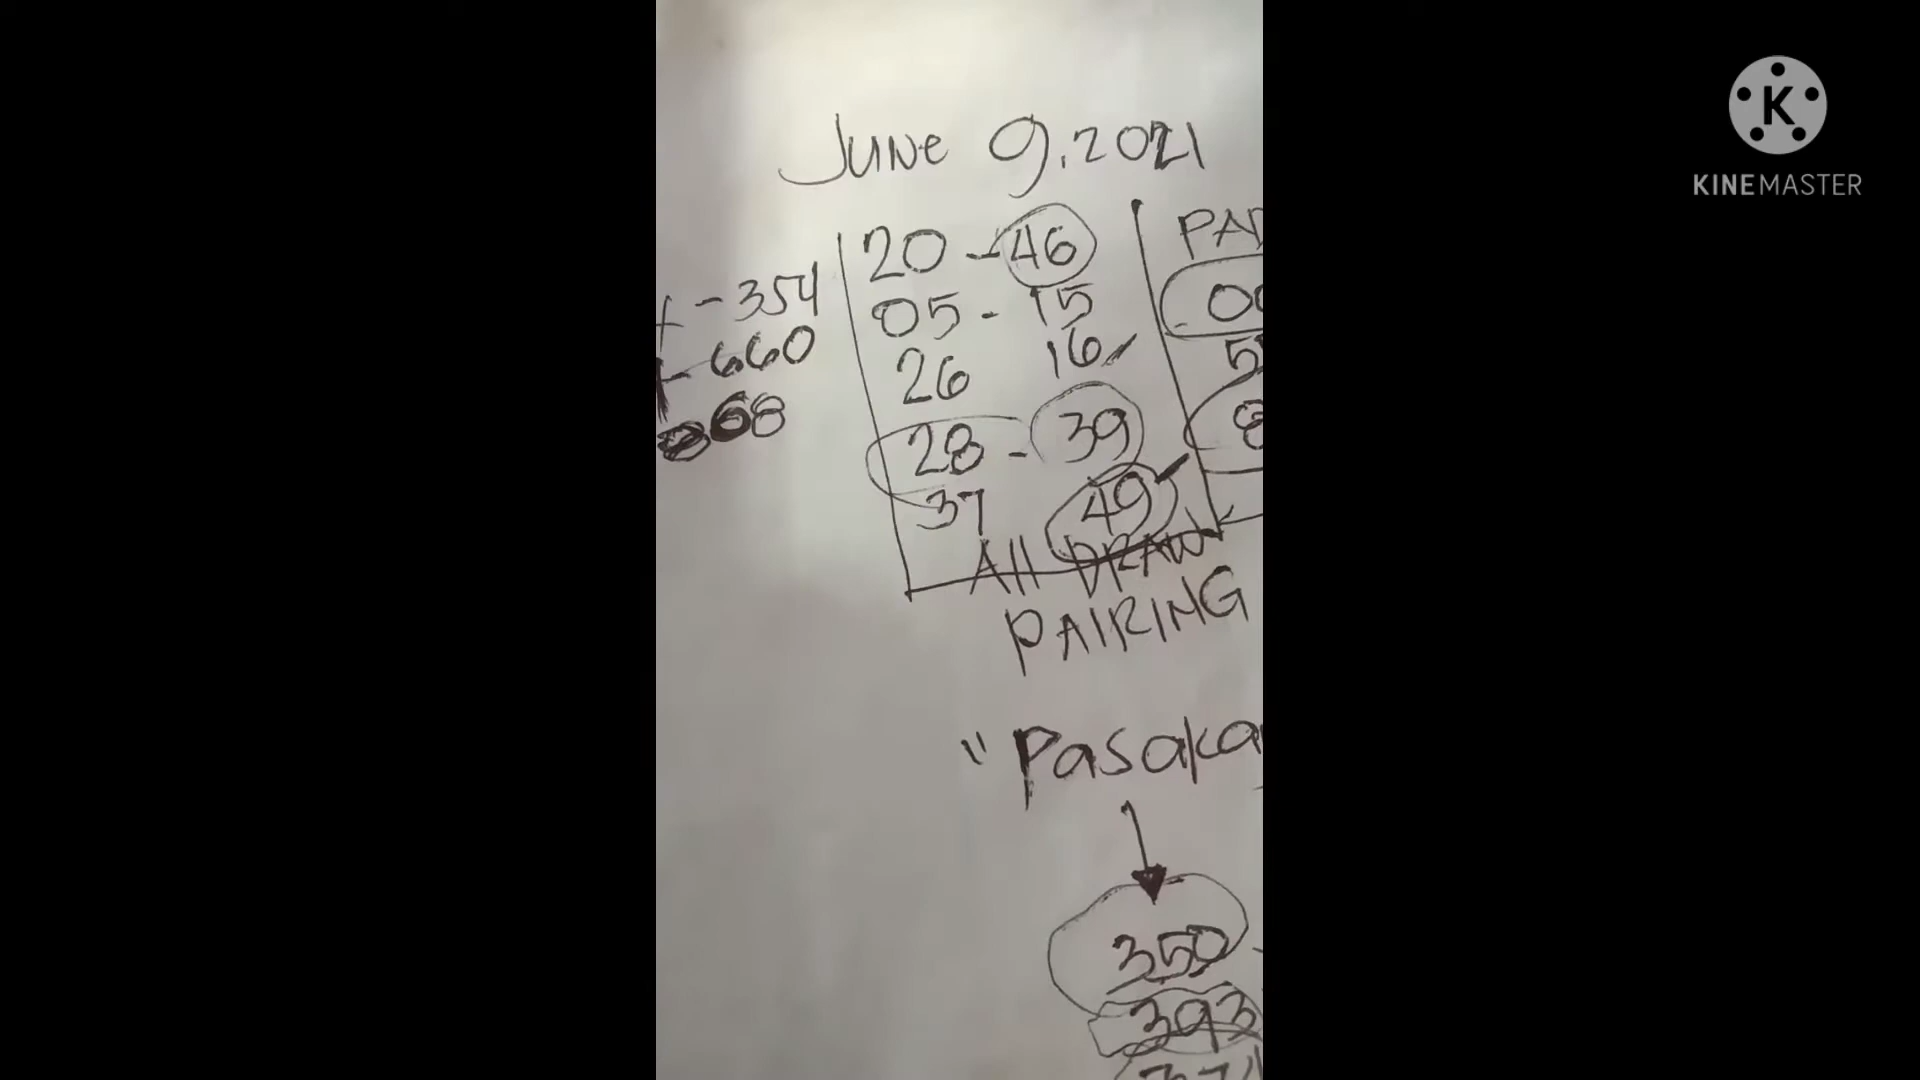 JUNE 9, 2021
20 - 46
05 - 15
26 16
28 - 39
37 49
- 354
- 660
68
All DRAW
PAIRING
"Pasaka
350
393
KINEMASTER